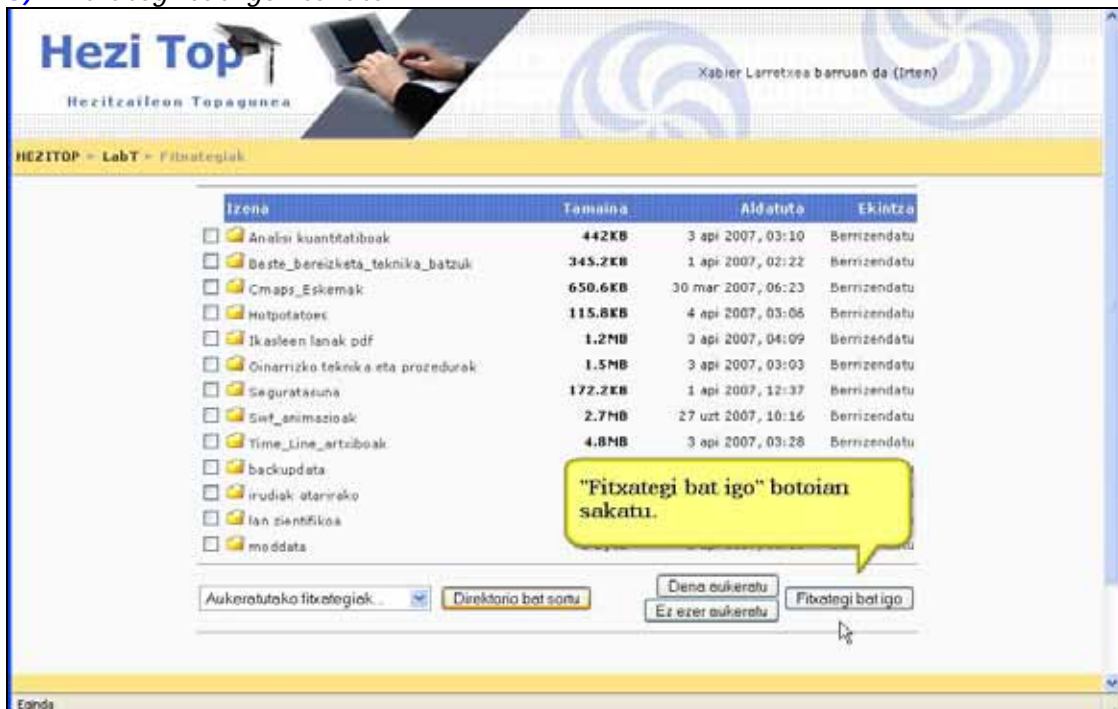 Hezi Top
Hezitzaileon Topagunea
Xabier Larretxea barruan da (Irten)
HEZITOP LabT Fitxategiak
Izena Tamaina Aldatuta Ekintza
Analisi kuantitatiboak 442KB 3 api 2007, 03:10 Berrizendatu
Beste_bereizketa_teknika_batzuk 345.2KB 1 api 2007, 02:22 Berrizendatu
Cmaps_Eskemak 650.6KB 30 mar 2007, 06:23 Berrizendatu
Hotpotatoes 115.8KB 4 api 2007, 03:06 Berrizendatu
Ikasleen lanak pdf 1.2MB 3 api 2007, 04:09 Berrizendatu
Oinarrizko teknika eta prozedurak 1.5MB 3 api 2007, 03:03 Berrizendatu
Seguratasuna 172.2KB 1 api 2007, 12:37 Berrizendatu
Swf_animazioak 2.7MB 27 uzt 2007, 10:16 Berrizendatu
Time_Line_artxiboak 4.8MB 3 api 2007, 03:28 Berrizendatu
backupdata
irudiak atarirako
lan zientifikoa
moddata
"Fitxategi bat igo" botoian
sakatu.
Aukeratutako fitxategiak... Direktorio bat sortu Dena aukeratu Fitxategi bat igo
Ez ezer aukeratu
Eginda